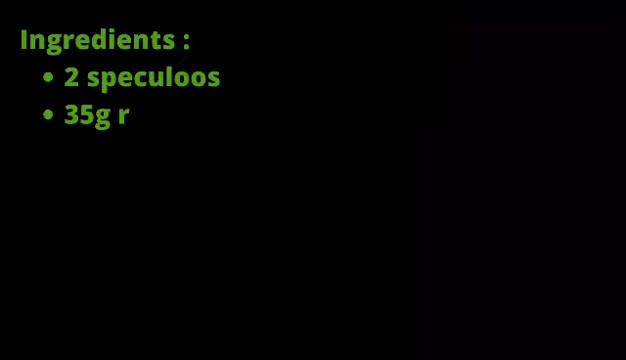 Ingredients :
• 2 speculoos
• 35g r